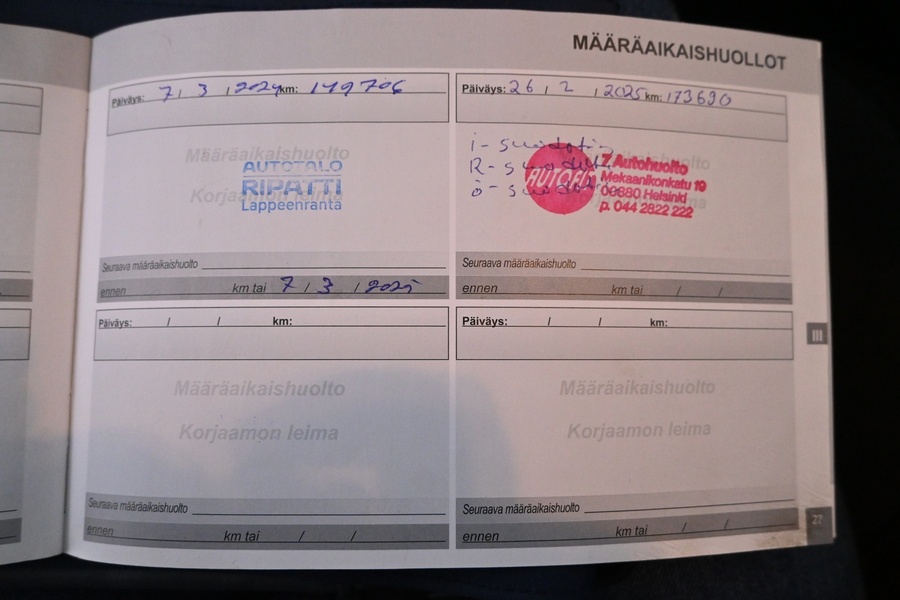 MÄÄRÄAIKAISHUOLLOT
Päiväys: 7 / 3 / 2024 km: 149706
Määräaikaishuolto
AUTOTALO
Korjaamon leima
RIPATTI
Lappeenranta
Seuraava määräaikaishuolto
ennen km tai 7 / 3 / 2025
Päiväys: 26 / 2 / 2025 km: 173690
i - suodatin
R - suodatin
ö - suodatin
Määräaikaishuolto
7 Autohuolto
Mekaanikonkatu 19
00880 Helsinki
p. 044 2822 222
Seuraava määräaikaishuolto
ennen km tai / /
Päiväys: / / km:
Määräaikaishuolto
Korjaamon leima
Seuraava määräaikaishuolto
ennen km tai / /
Päiväys: / / km:
Määräaikaishuolto
Korjaamon leima
Seuraava määräaikaishuolto
ennen km tai / /
III
27